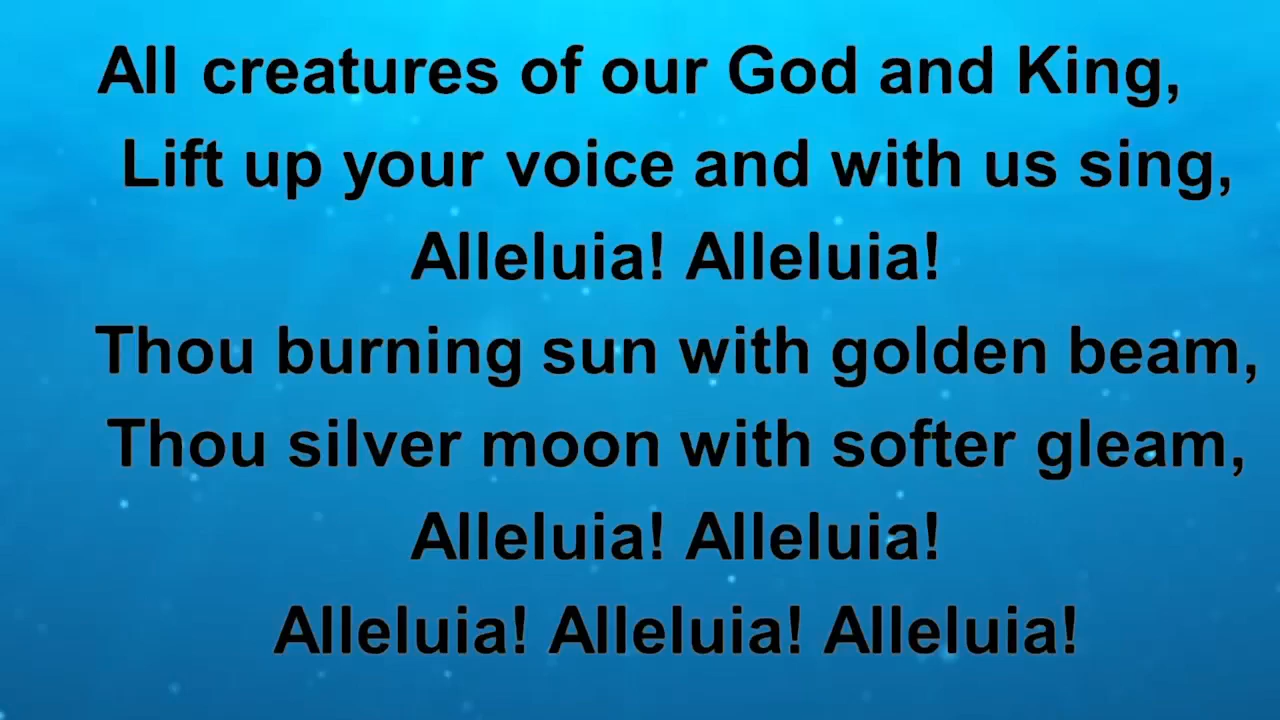 All creatures of our God and King,
Lift up your voice and with us sing,
Alleluia! Alleluia!
Thou burning sun with golden beam,
Thou silver moon with softer gleam,
Alleluia! Alleluia!
Alleluia! Alleluia! Alleluia!